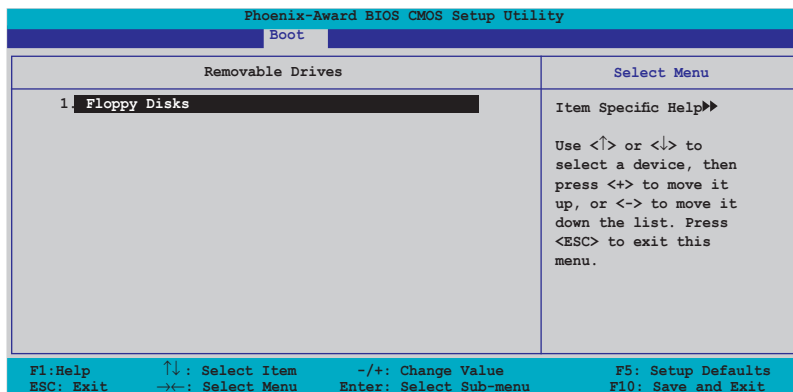 Phoenix-Award BIOS CMOS Setup Utility
Boot
Removable Drives
Select Menu
1. Floppy Disks
Item Specific Help▶▶
Use <↑> or <↓> to
select a device, then
press <+> to move it
up, or <-> to move it
down the list. Press
<ESC> to exit this
menu.
F1:Help ↑↓: Select Item -/+: Change Value F5: Setup Defaults
ESC: Exit →←: Select Menu Enter: Select Sub-menu F10: Save and Exit